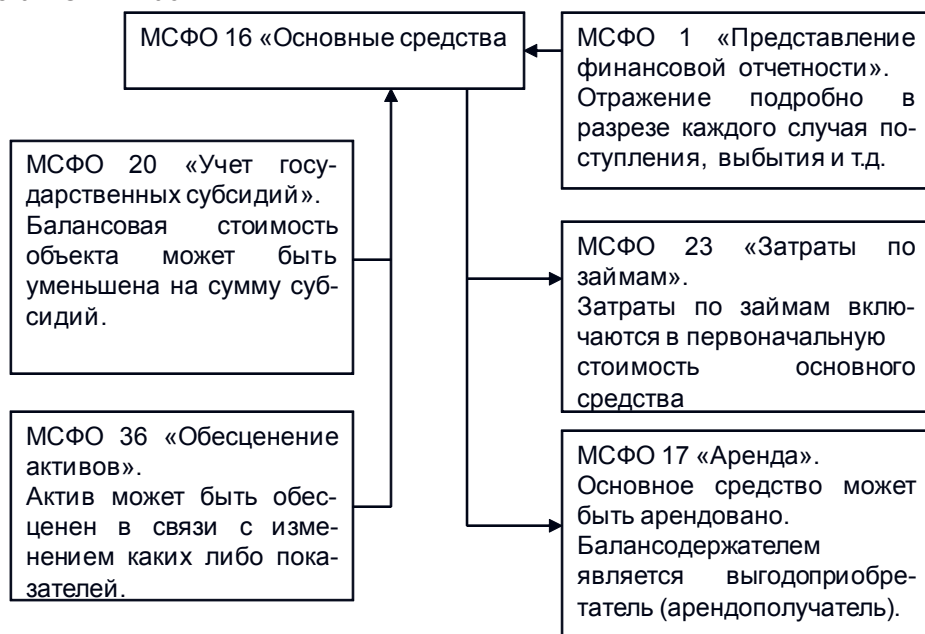 МСФО 16 «Основные средства
МСФО 1 «Представление
финансовой отчетности».
Отражение подробно в
разрезе каждого случая по-
ступления, выбытия и т.д.
МСФО 20 «Учет госу-
дарственных субсидий».
Балансовая стоимость
объекта может быть
уменьшена на сумму суб-
сидий.
МСФО 23 «Затраты по
займам».
Затраты по займам вклю-
чаются в первоначальную
стоимость основного
средства
МСФО 36 «Обесценение
активов».
Актив может быть обес-
ценен в связи с изме-
нением каких либо пока-
зателей.
МСФО 17 «Аренда».
Основное средство может
быть арендовано.
Балансодержателем
является выгодоприобре-
татель (арендополучатель).